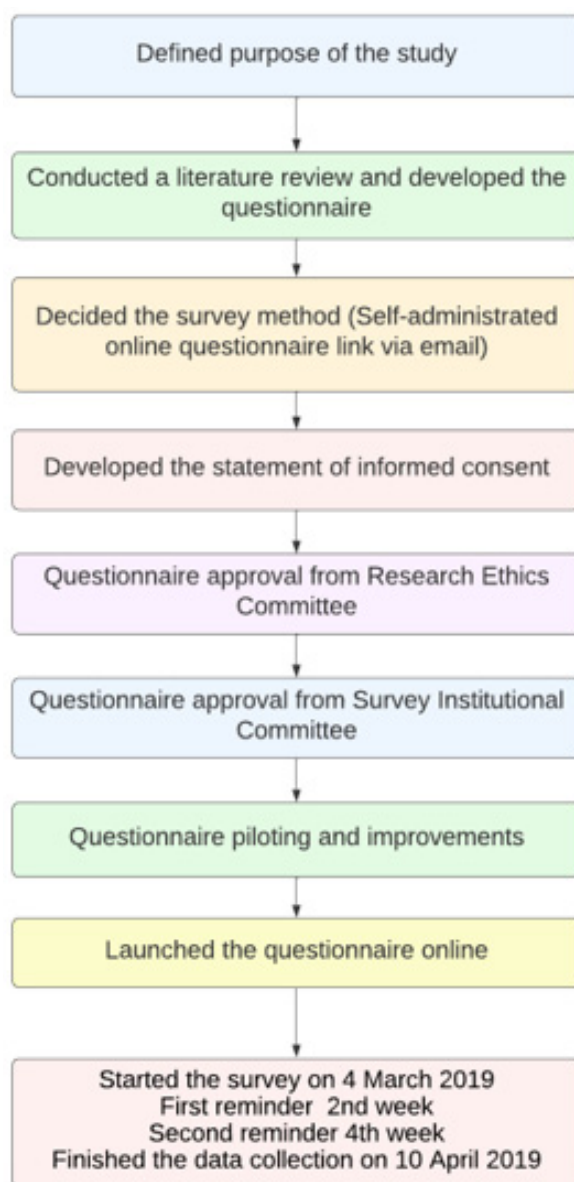 Defined purpose of the study
Conducted a literature review and developed the
questionnaire
Decided the survey method (Self-administrated
online questionnaire link via email)
Developed the statement of informed consent
Questionnaire approval from Research Ethics
Committee
Questionnaire approval from Survey Institutional
Committee
Questionnaire piloting and improvements
Launched the questionnaire online
Started the survey on 4 March 2019
First reminder 2nd week
Second reminder 4th week
Finished the data collection on 10 April 2019